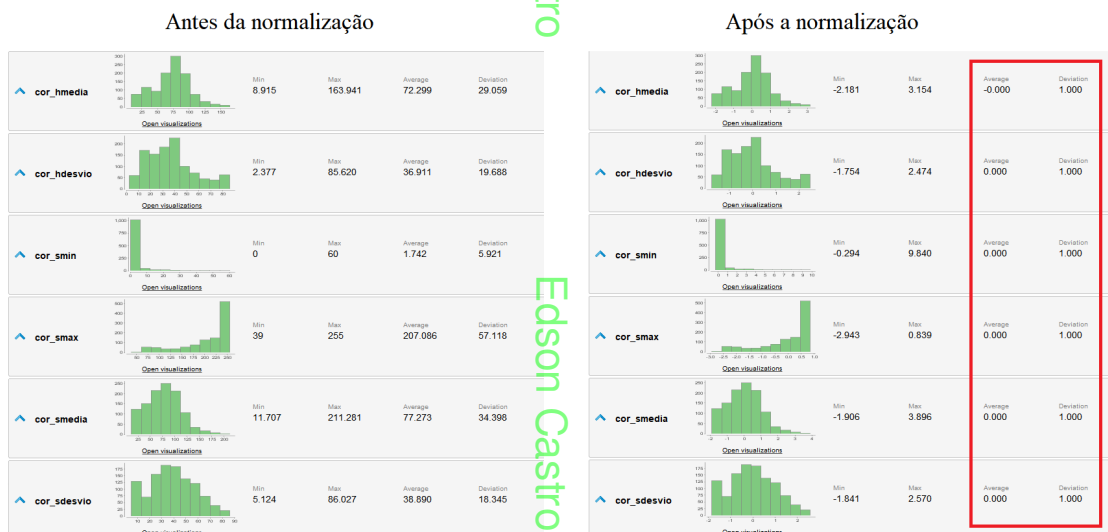 Antes da normalização
Após a normalização
tro
Edson Castro
cor_hmedia
Min Max Average Deviation
8.915 163.941 72.299 29.059
Open visualizations
cor_hdesvio
Min Max Average Deviation
2.377 85.620 36.911 19.688
Open visualizations
cor_smin
Min Max Average Deviation
0 60 1.742 5.921
Open visualizations
cor_smax
Min Max Average Deviation
39 255 207.086 57.118
Open visualizations
cor_smedia
Min Max Average Deviation
11.707 211.281 77.273 34.398
Open visualizations
cor_sdesvio
Min Max Average Deviation
5.124 86.027 38.890 18.345
Open visualizations
cor_hmedia
Min Max Average Deviation
-2.181 3.154 -0.000 1.000
Open visualizations
cor_hdesvio
Min Max Average Deviation
-1.754 2.474 0.000 1.000
Open visualizations
cor_smin
Min Max Average Deviation
-0.294 9.840 0.000 1.000
Open visualizations
cor_smax
Min Max Average Deviation
-2.943 0.839 0.000 1.000
Open visualizations
cor_smedia
Min Max Average Deviation
-1.906 3.896 0.000 1.000
Open visualizations
cor_sdesvio
Min Max Average Deviation
-1.841 2.570 0.000 1.000
Open visualizations